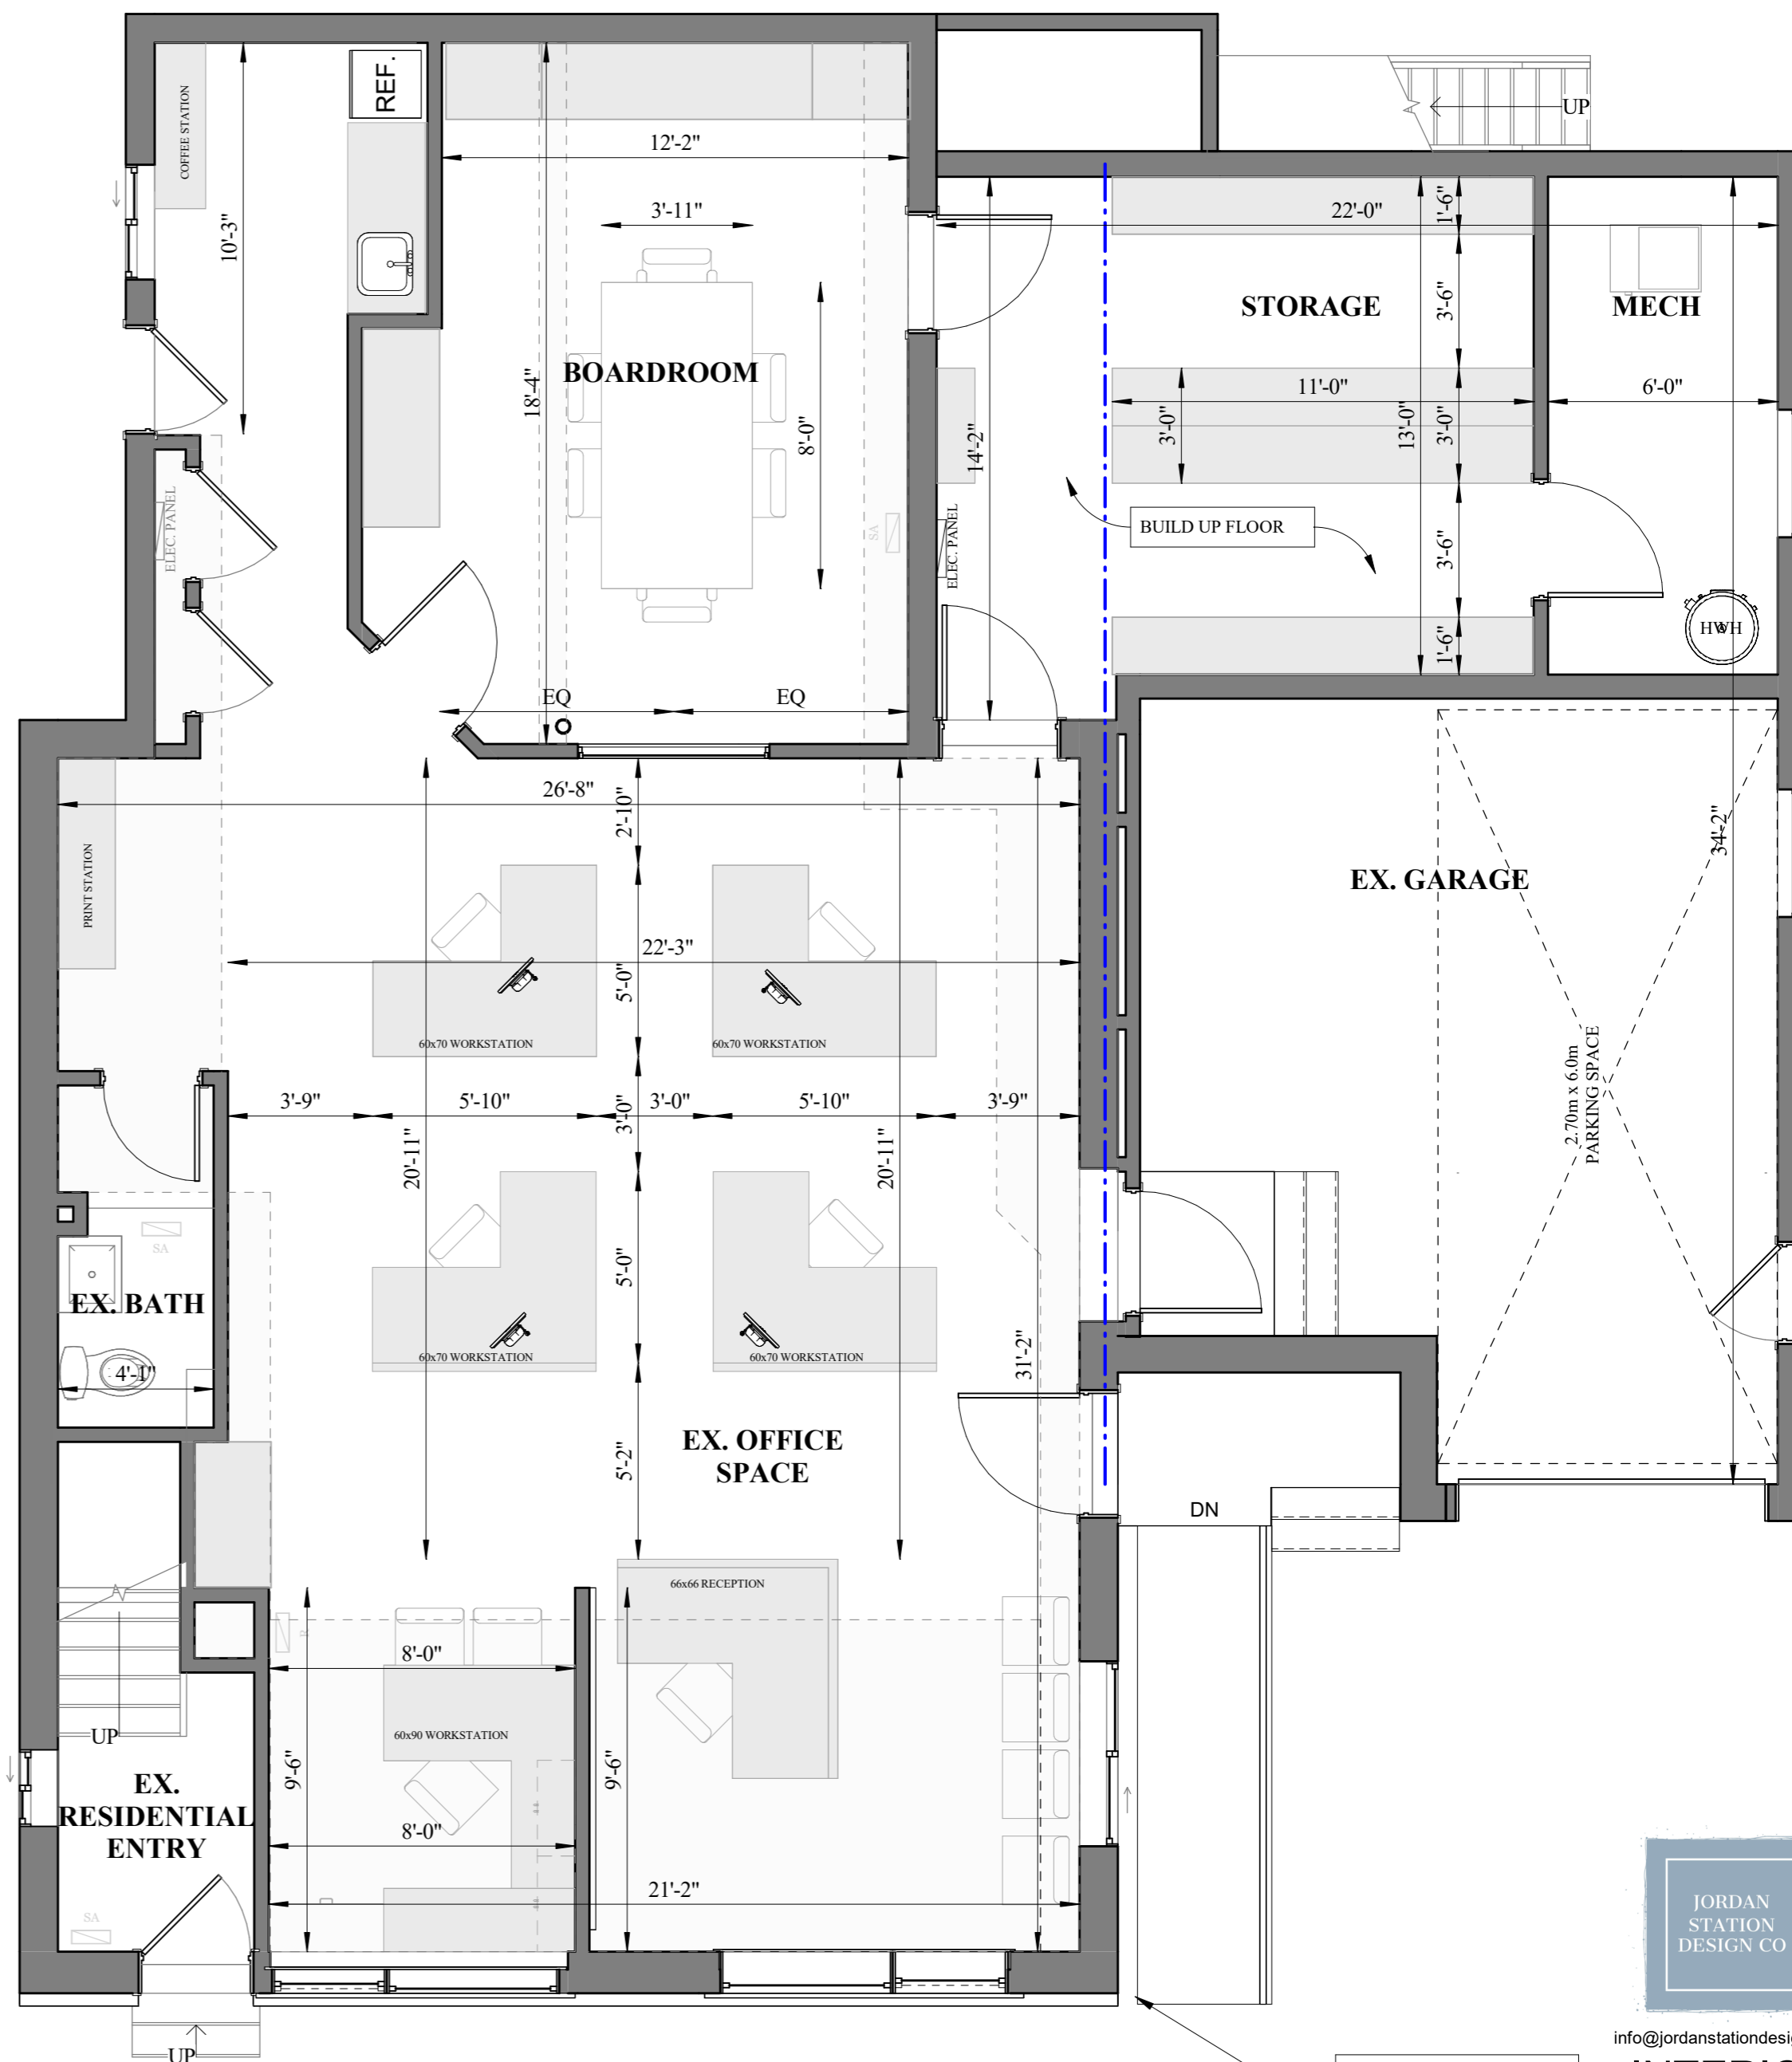 REF.
COFFEE STATION
UP
12'-2"
3'-11"
22'-0"
1'-6"
10'-3"
STORAGE
MECH
3'-6"
BOARDROOM
18'-4"
8'-0"
11'-0"
6'-0"
3'-0"
13'-0"
3'-0"
14'-2"
ELEC. PANEL
SA
ELEC. PANEL
BUILD UP FLOOR
3'-6"
HWH
1'-6"
EQ
EQ
26'-8"
2'-10"
34'-2"
PRINT STATION
EX. GARAGE
22'-3"
5'-0"
60x70 WORKSTATION
60x70 WORKSTATION
2.70m x 6.0m
PARKING SPACE
3'-9"
5'-10"
3'-0"
5'-10"
3'-9"
3'-0"
20'-11"
20'-11"
SA
5'-0"
EX. BATH
60x70 WORKSTATION
60x70 WORKSTATION
31'-2"
4'-1"
EX. OFFICE
SPACE
5'-2"
DN
66x66 RECEPTION
R
8'-0"
UP
60x90 WORKSTATION
9'-6"
9'-6"
EX.
RESIDENTIAL
ENTRY
8'-0"
21'-2"
SA
UP
JORDAN
STATION
DESIGN CO
info@jordanstationdesi